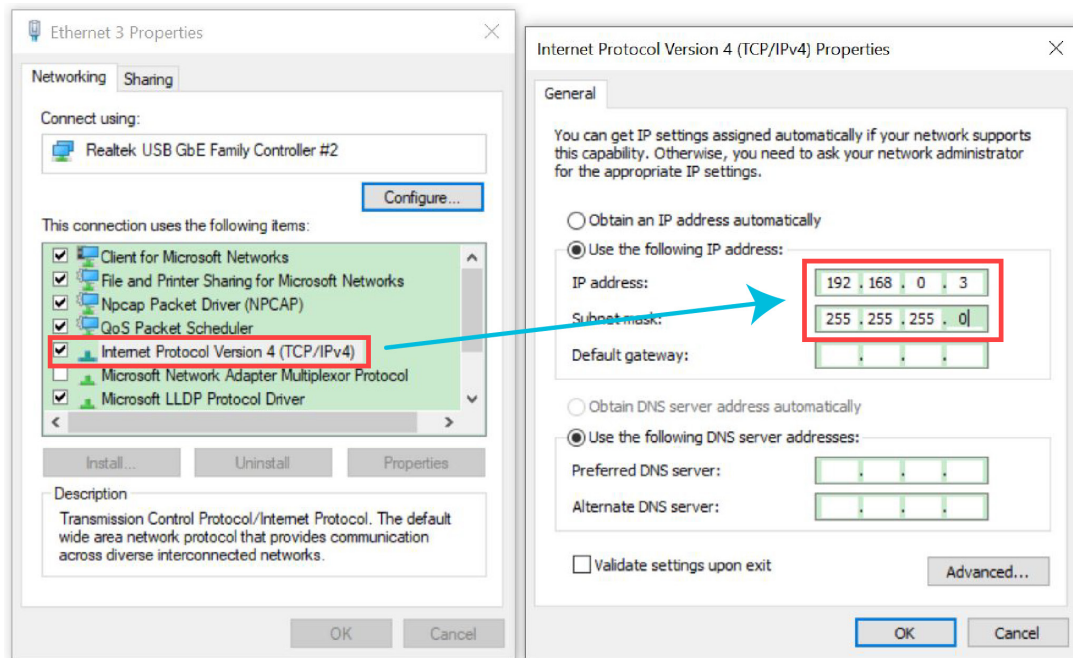 Ethernet 3 Properties
Networking
Sharing
Connect using:
Realtek USB GbE Family Controller #2
Configure...
This connection uses the following items:
Client for Microsoft Networks
File and Printer Sharing for Microsoft Networks
Npcap Packet Driver (NPCAP)
QoS Packet Scheduler
Internet Protocol Version 4 (TCP/IPv4)
Microsoft Network Adapter Multiplexor Protocol
Microsoft LLDP Protocol Driver
Install...
Uninstall
Properties
Description
Transmission Control Protocol/Internet Protocol. The default
wide area network protocol that provides communication
across diverse interconnected networks.
OK
Cancel
Internet Protocol Version 4 (TCP/IPv4) Properties
General
You can get IP settings assigned automatically if your network supports
this capability. Otherwise, you need to ask your network administrator
for the appropriate IP settings.
Obtain an IP address automatically
Use the following IP address:
IP address:
192 . 168 . 0 . 3
Subnet mask:
255 . 255 . 255 . 0
Default gateway:
. . .
Obtain DNS server address automatically
Use the following DNS server addresses:
Preferred DNS server:
. . .
Alternate DNS server:
. . .
Validate settings upon exit
Advanced...
OK
Cancel